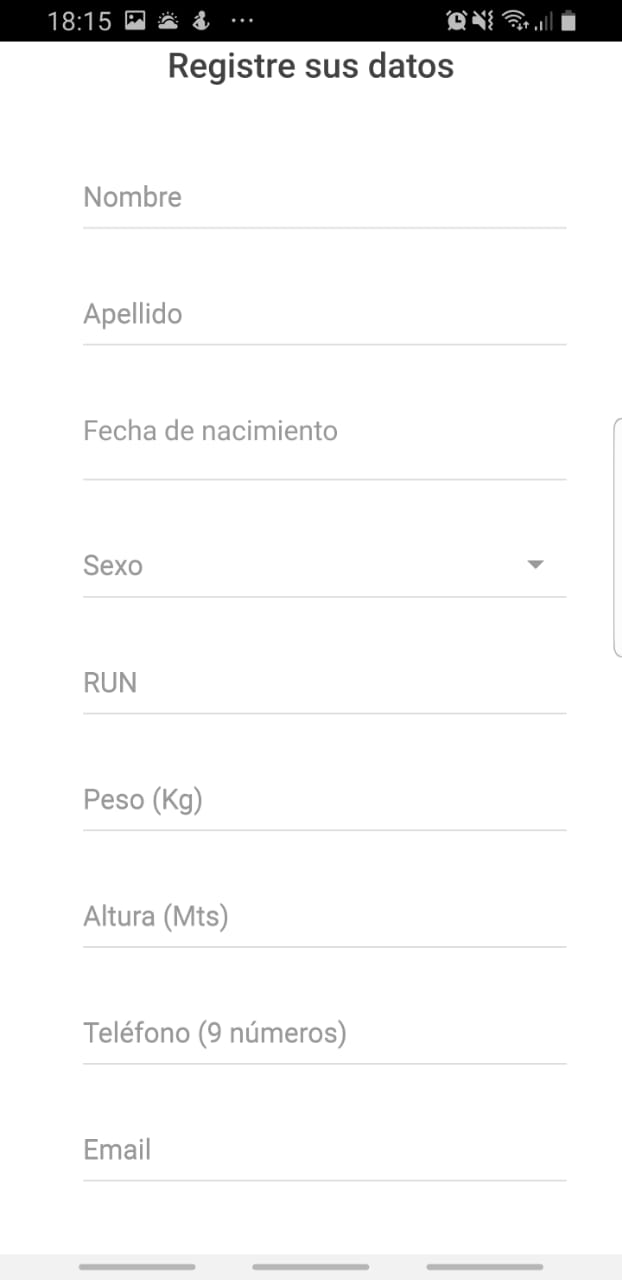 18:15
Registre sus datos
Nombre
Apellido
Fecha de nacimiento
Sexo
RUN
Peso (Kg)
Altura (Mts)
Teléfono (9 números)
Email